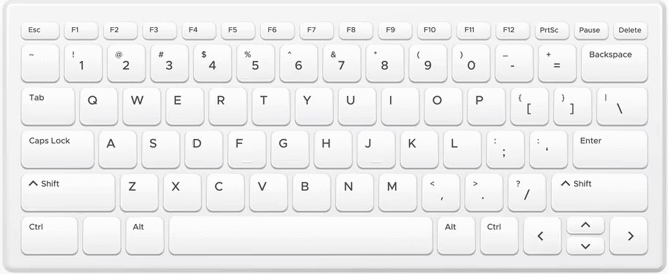 Esc F1 F2 F3 F4 F5 F6 F7 F8 F9 F10 F11 F12 PrtSc Pause Delete
~ ! 1 @ 2 # 3 $ 4 % 5 ^ 6 & 7 * 8 ( 9 ) 0 _ - + = Backspace
Tab Q W E R T Y U I O P { [ } ] | \
Caps Lock A S D F G H J K L : ; : ' Enter
Shift Z X C V B N M < , > . ? / Shift
Ctrl Alt Alt Ctrl